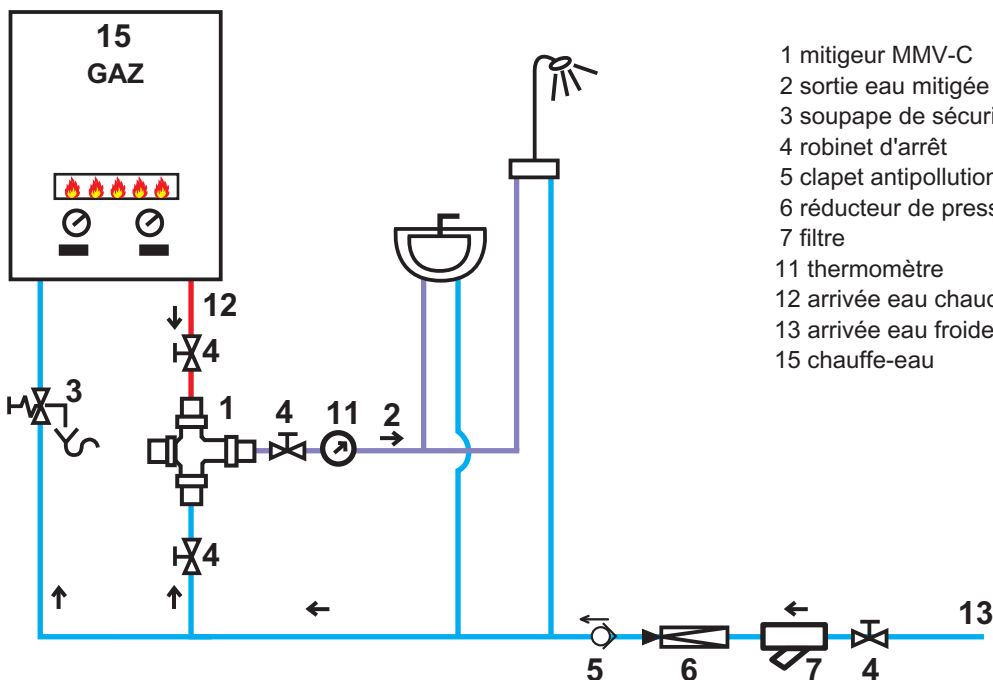 15
GAZ
1 mitigeur MMV-C
2 sortie eau mitigée
3 soupape de sécuri
4 robinet d'arrêt
5 clapet antipollution
6 réducteur de press
7 filtre
11 thermomètre
12 arrivée eau chaud
13 arrivée eau froide
15 chauffe-eau
12
4
3
1
4
11
2
4
13
5
6
7
4